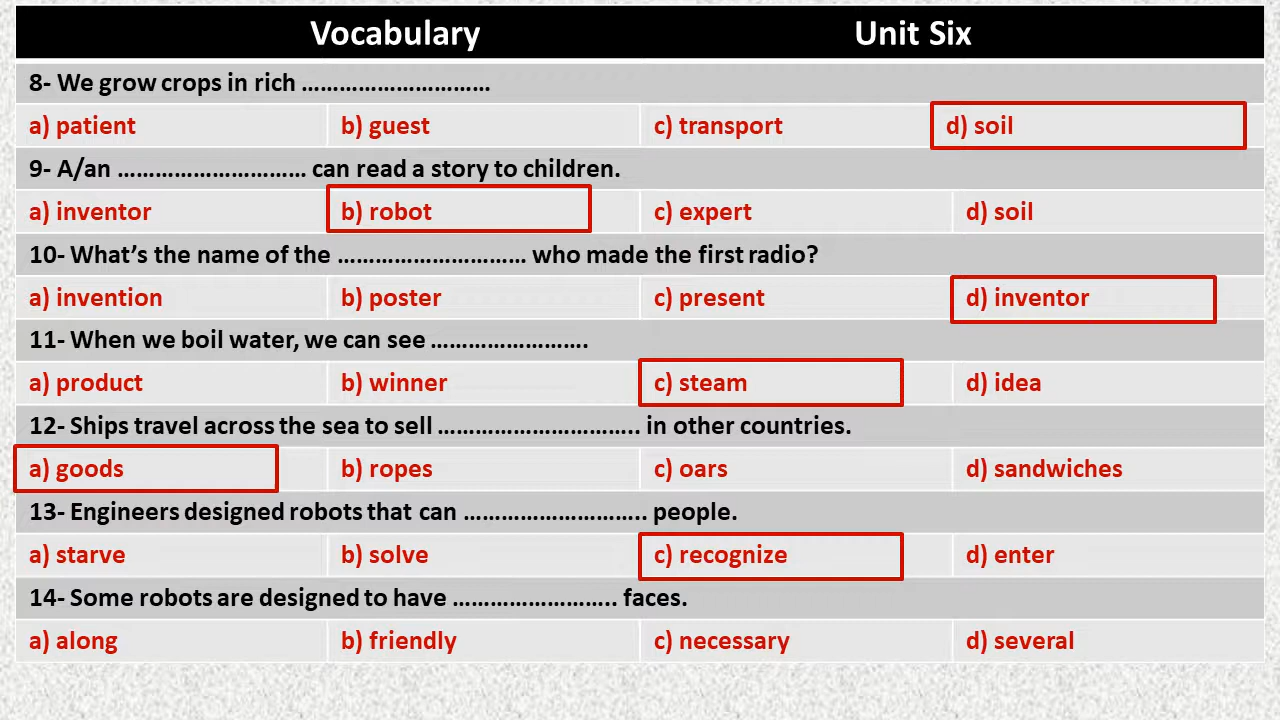 Vocabulary Unit Six
8- We grow crops in rich …………………………
a) patient b) guest c) transport d) soil
9- A/an ………………………… can read a story to children.
a) inventor b) robot c) expert d) soil
10- What’s the name of the ………………………… who made the first radio?
a) invention b) poster c) present d) inventor
11- When we boil water, we can see …………………….
a) product b) winner c) steam d) idea
12- Ships travel across the sea to sell ………………………….. in other countries.
a) goods b) ropes c) oars d) sandwiches
13- Engineers designed robots that can ……………………….. people.
a) starve b) solve c) recognize d) enter
14- Some robots are designed to have …………………….. faces.
a) along b) friendly c) necessary d) several